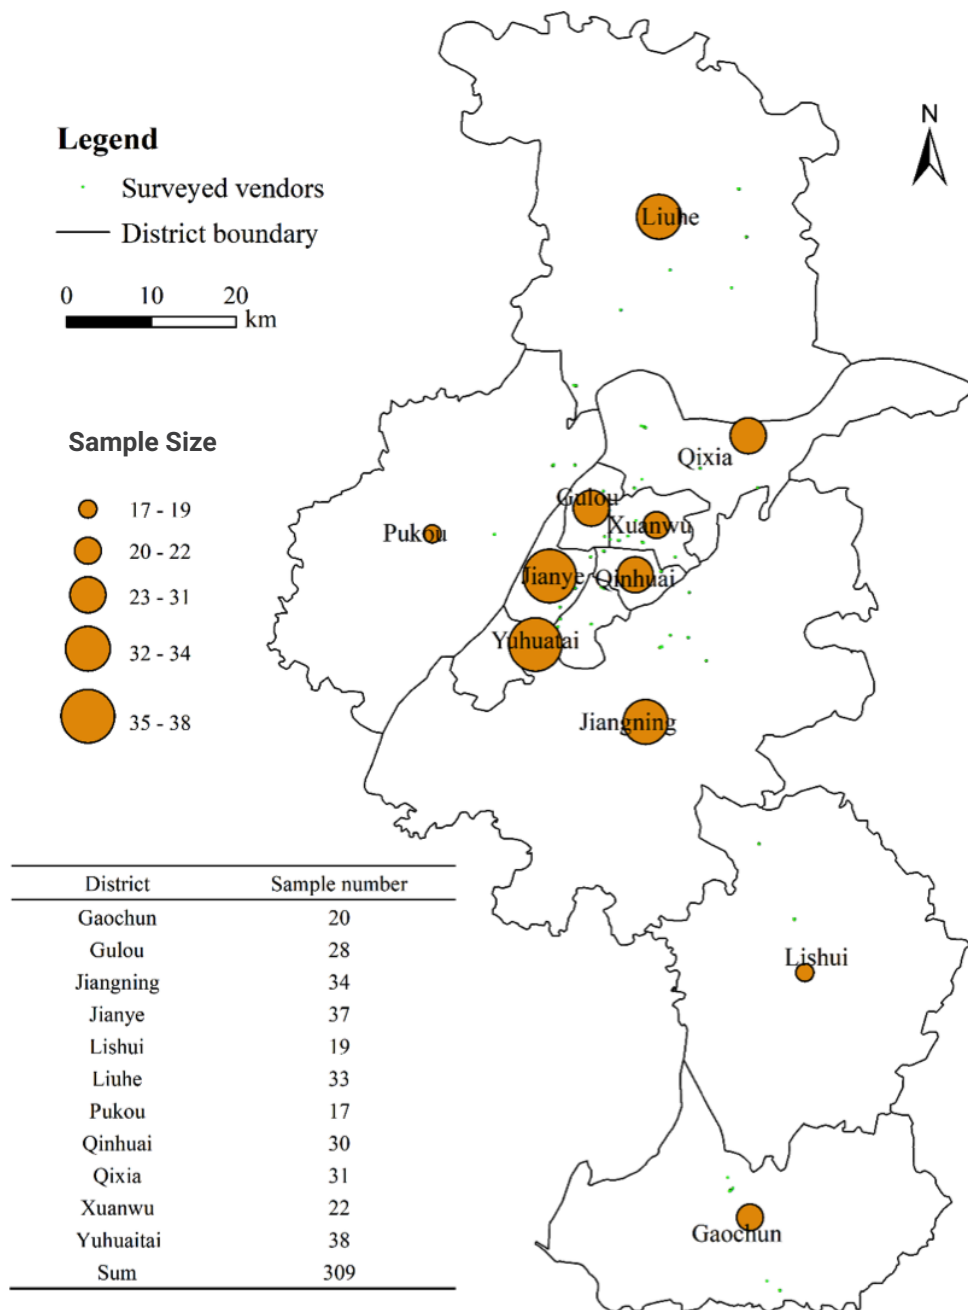 N
Legend
Surveyed vendors
District boundary
0 10 20
km
Liuhe
Sample Size
17 - 19
20 - 22
23 - 31
32 - 34
35 - 38
Qixia
Gulou
Xuanwu
Pukou
Jianye
Qinhuai
Yuhuatai
Jiangning
Lishui
Gaochun
District Sample number
Gaochun 20
Gulou 28
Jiangning 34
Jianye 37
Lishui 19
Liuhe 33
Pukou 17
Qinhuai 30
Qixia 31
Xuanwu 22
Yuhuaitai 38
Sum 309